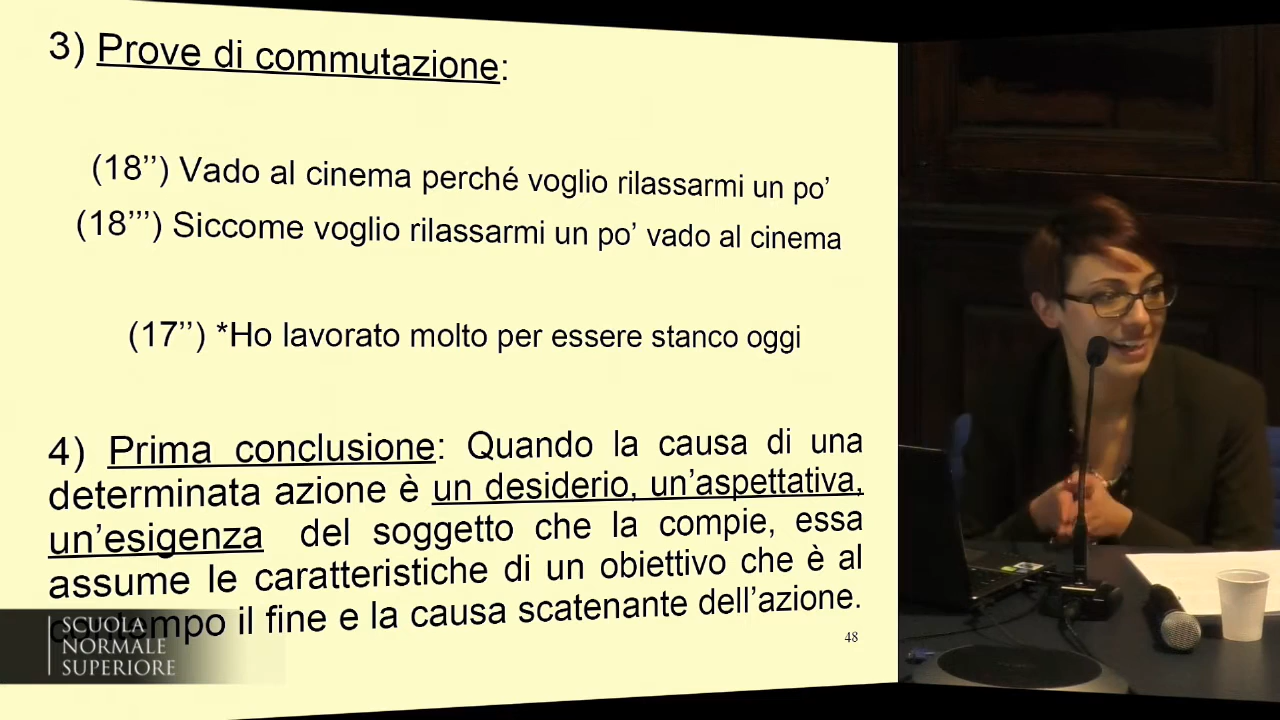 3) Prove di commutazione:
(18’’) Vado al cinema perché voglio rilassarmi un po’
(18’’’) Siccome voglio rilassarmi un po’ vado al cinema
(17’’) *Ho lavorato molto per essere stanco oggi
4) Prima conclusione: Quando la causa di una
determinata azione è un desiderio, un’aspettativa,
un’esigenza del soggetto che la compie, essa
assume le caratteristiche di un obiettivo che è al
contempo il fine e la causa scatenante dell’azione.
48
SCUOLA
NORMALE
SUPERIORE